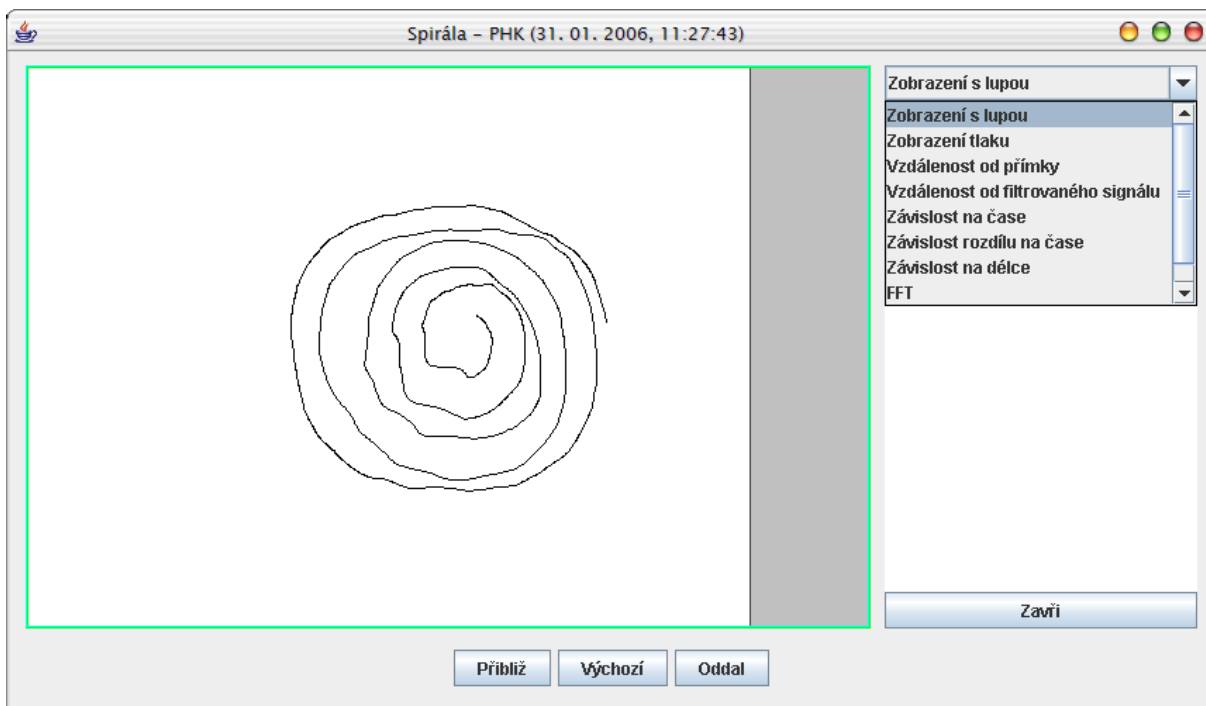 Spirála – PHK (31. 01. 2006, 11:27:43)
Zobrazení s lupou
Zobrazení s lupou
Zobrazení tlaku
Vzdálenost od přímky
Vzdálenost od filtrovaného signálu
Závislost na čase
Závislost rozdílu na čase
Závislost na délce
FFT
Zavři
Přibliž Výchozí Oddal